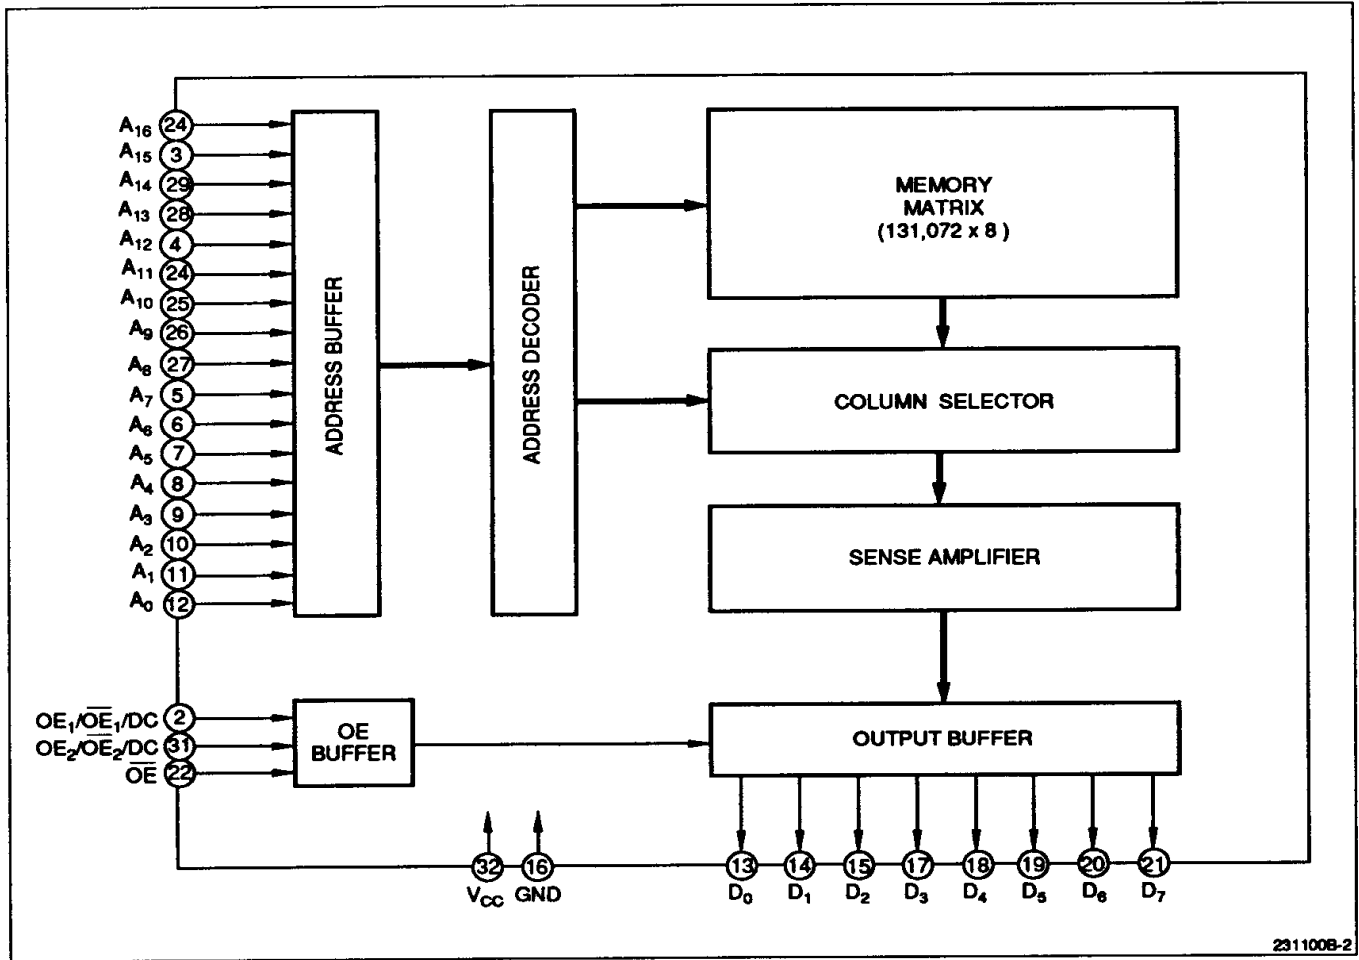 A16 24
A15 3
A14 29
A13 28
A12 4
A11 24
A10 25
A9 26
A8 27
A7 5
A6 6
A5 7
A4 8
A3 9
A2 10
A1 11
A0 12
ADDRESS BUFFER
ADDRESS DECODER
MEMORY
MATRIX
(131,072 x 8 )
COLUMN SELECTOR
SENSE AMPLIFIER
OE1/O̅E̅1/DC 2
OE2/O̅E̅2/DC 31
O̅E̅ 22
OE
BUFFER
OUTPUT BUFFER
32 16 13 14 15 17 18 19 20 21
VCC GND D0 D1 D2 D3 D4 D5 D6 D7
231100B-2